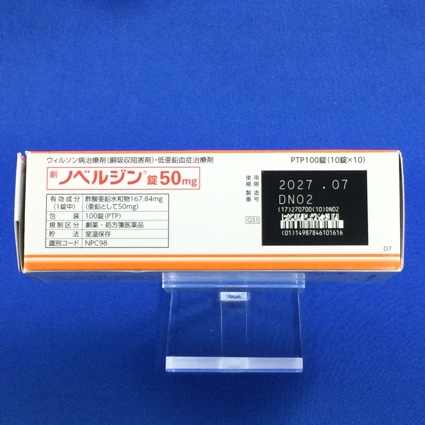 ウィルソン病治療剤(銅吸収阻害剤)・低亜鉛血症治療剤
PTP100錠(10錠×10)
劇 ノベルジン®錠50mg
有効成分(1錠中) 酢酸亜鉛水和物167.84mg(亜鉛として50mg)
包装 100錠(PTP)
規制区分 劇薬・処方箋医薬品
貯法 室温保存
識別コード NPC98
使用期限 2027.07
製造番号 DN02
(17)270700(10)DN02
(01)14987846101616
GS1
D7